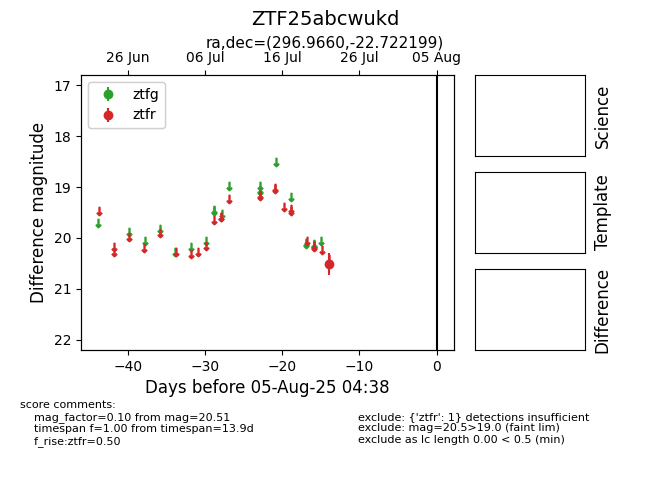 ZTF25abcwukd
ra,dec=(296.9660,-22.722199)
26 Jun 06 Jul 16 Jul 26 Jul 05 Aug
ztfg
ztfr
17
18
19
20
21
22
Difference magnitude
−40 −30 −20 −10 0
Days before 05-Aug-25 04:38
Science
Template
Difference
score comments:
mag_factor=0.10 from mag=20.51
timespan f=1.00 from timespan=13.9d
f_rise:ztfr=0.50
exclude: {'ztfr': 1} detections insufficient
exclude: mag=20.5>19.0 (faint lim)
exclude as lc length 0.00 < 0.5 (min)